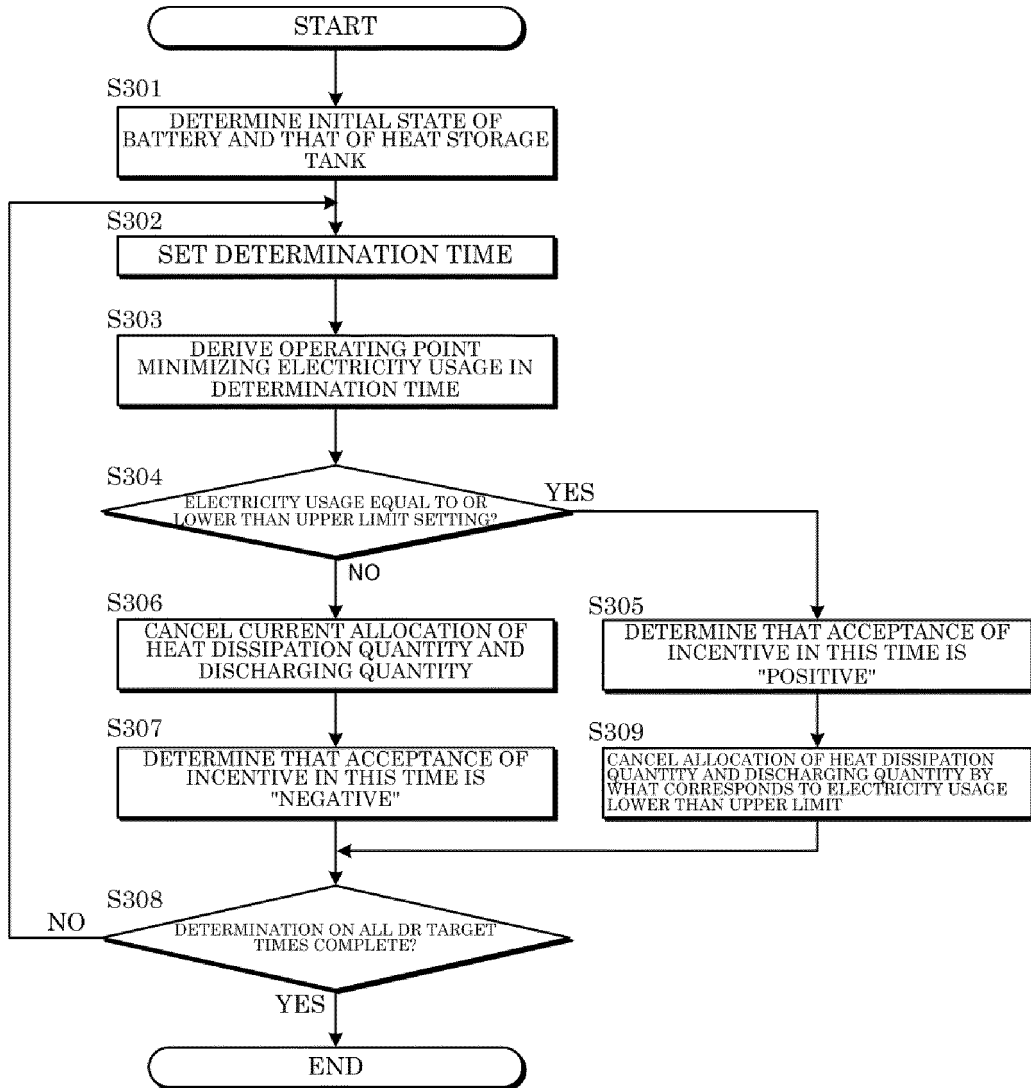 START
S301
DETERMINE INITIAL STATE OF
BATTERY AND THAT OF HEAT STORAGE
TANK
S302
SET DETERMINATION TIME
S303
DERIVE OPERATING POINT
MINIMIZING ELECTRICITY USAGE IN
DETERMINATION TIME
S304
ELECTRICITY USAGE EQUAL TO OR
LOWER THAN UPPER LIMIT SETTING?
YES
NO
S306
CANCEL CURRENT ALLOCATION OF
HEAT DISSIPATION QUANTITY AND
DISCHARGING QUANTITY
S305
DETERMINE THAT ACCEPTANCE OF
INCENTIVE IN THIS TIME IS
"POSITIVE"
S307
DETERMINE THAT ACCEPTANCE OF
INCENTIVE IN THIS TIME IS
"NEGATIVE"
S309
CANCEL ALLOCATION OF HEAT DISSIPATION
QUANTITY AND DISCHARGING QUANTITY BY
WHAT CORRESPONDS TO ELECTRICITY USAGE
LOWER THAN UPPER LIMIT
S308
DETERMINATION ON ALL DR TARGET
TIMES COMPLETE?
NO
YES
END